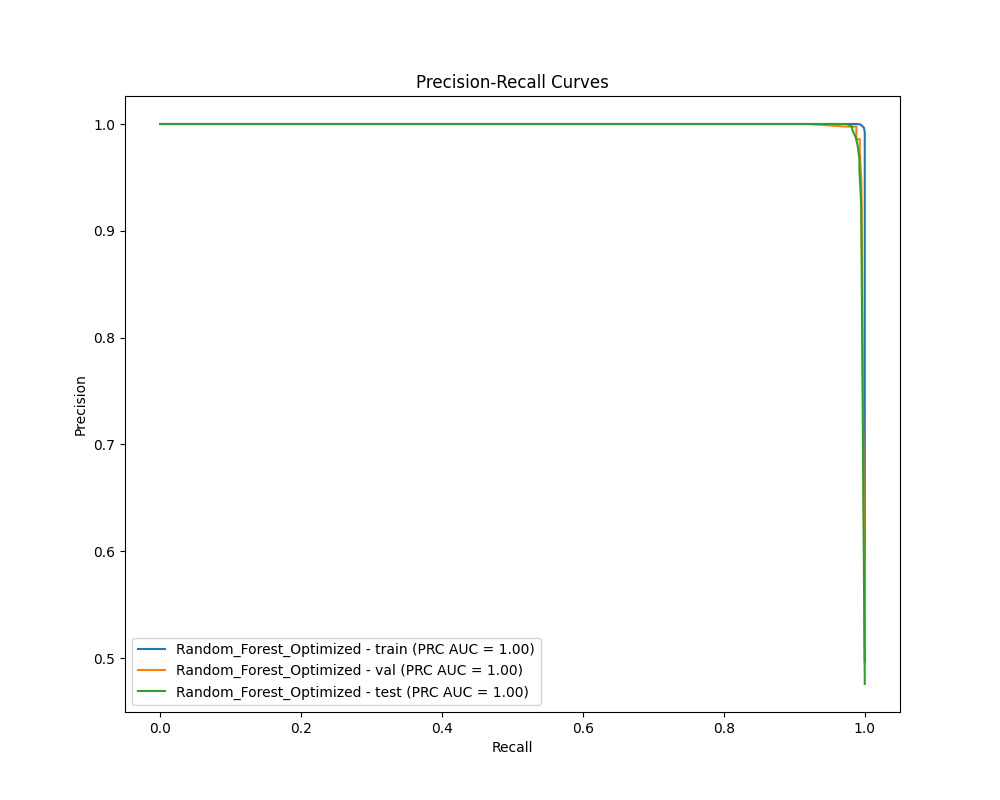 Precision-Recall Curves
1.0
0.9
0.8
0.7
0.6
0.5
Precision
Random_Forest_Optimized - train (PRC AUC = 1.00)
Random_Forest_Optimized - val (PRC AUC = 1.00)
Random_Forest_Optimized - test (PRC AUC = 1.00)
0.0 0.2 0.4 0.6 0.8 1.0
Recall